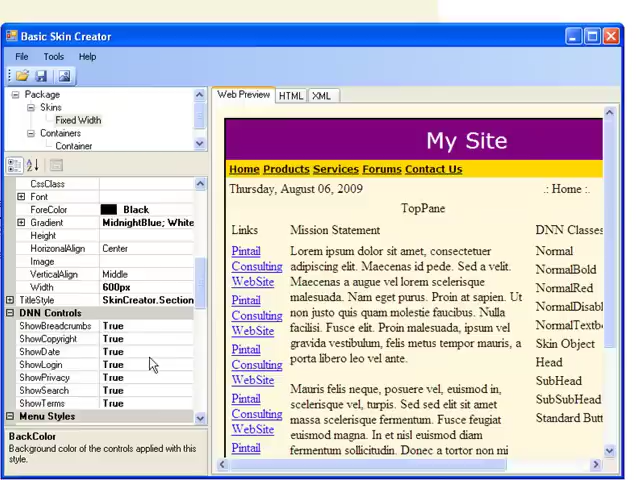 Basic Skin Creator
File Tools Help
Package
Skins
Fixed Width
Containers
Container
CssClass
Font
ForeColor Black
Gradient MidnightBlue; White
Height
HorizontalAlign Center
Image
VerticalAlign Middle
Width 600px
TitleStyle SkinCreator.Section
DNN Controls
ShowBreadcrumbs True
ShowCopyright True
ShowDate True
ShowLogin True
ShowPrivacy True
ShowSearch True
ShowTerms True
Menu Styles
BackColor
Background color of the controls applied with this
style.
Web Preview HTML XML
My Site
Home Products Services Forums Contact Us
Thursday, August 06, 2009 .: Home :.
TopPane
Links
Pintail
Consulting
WebSite
Pintail
Consulting
WebSite
Pintail
Consulting
WebSite
Pintail
Consulting
WebSite
Pintail
Mission Statement
Lorem ipsum dolor sit amet, consectetuer
adipiscing elit. Maecenas id pede. Sed a velit.
Maecenas a augue vel lorem scelerisque
malesuada. Nam eget purus. Proin at sapien. Ut
non justo quis quam molestie faucibus. Nulla
facilisi. Fusce elit. Proin malesuada, ipsum vel
gravida vestibulum, felis metus tempor mauris, a
porta libero leo vel ante.
Mauris felis neque, posuere vel, euismod in,
scelerisque vel, turpis. Sed sed elit sit amet
massa scelerisque fermentum. Fusce feugiat
euismod magna. In et nisl euismod diam
fermentum sollicitudin. Donec a tortor non mi
DNN Classes
Normal
NormalBold
NormalRed
NormalDisabl
NormalTextb
Skin Object
Head
SubHead
SubSubHead
Standard Butt